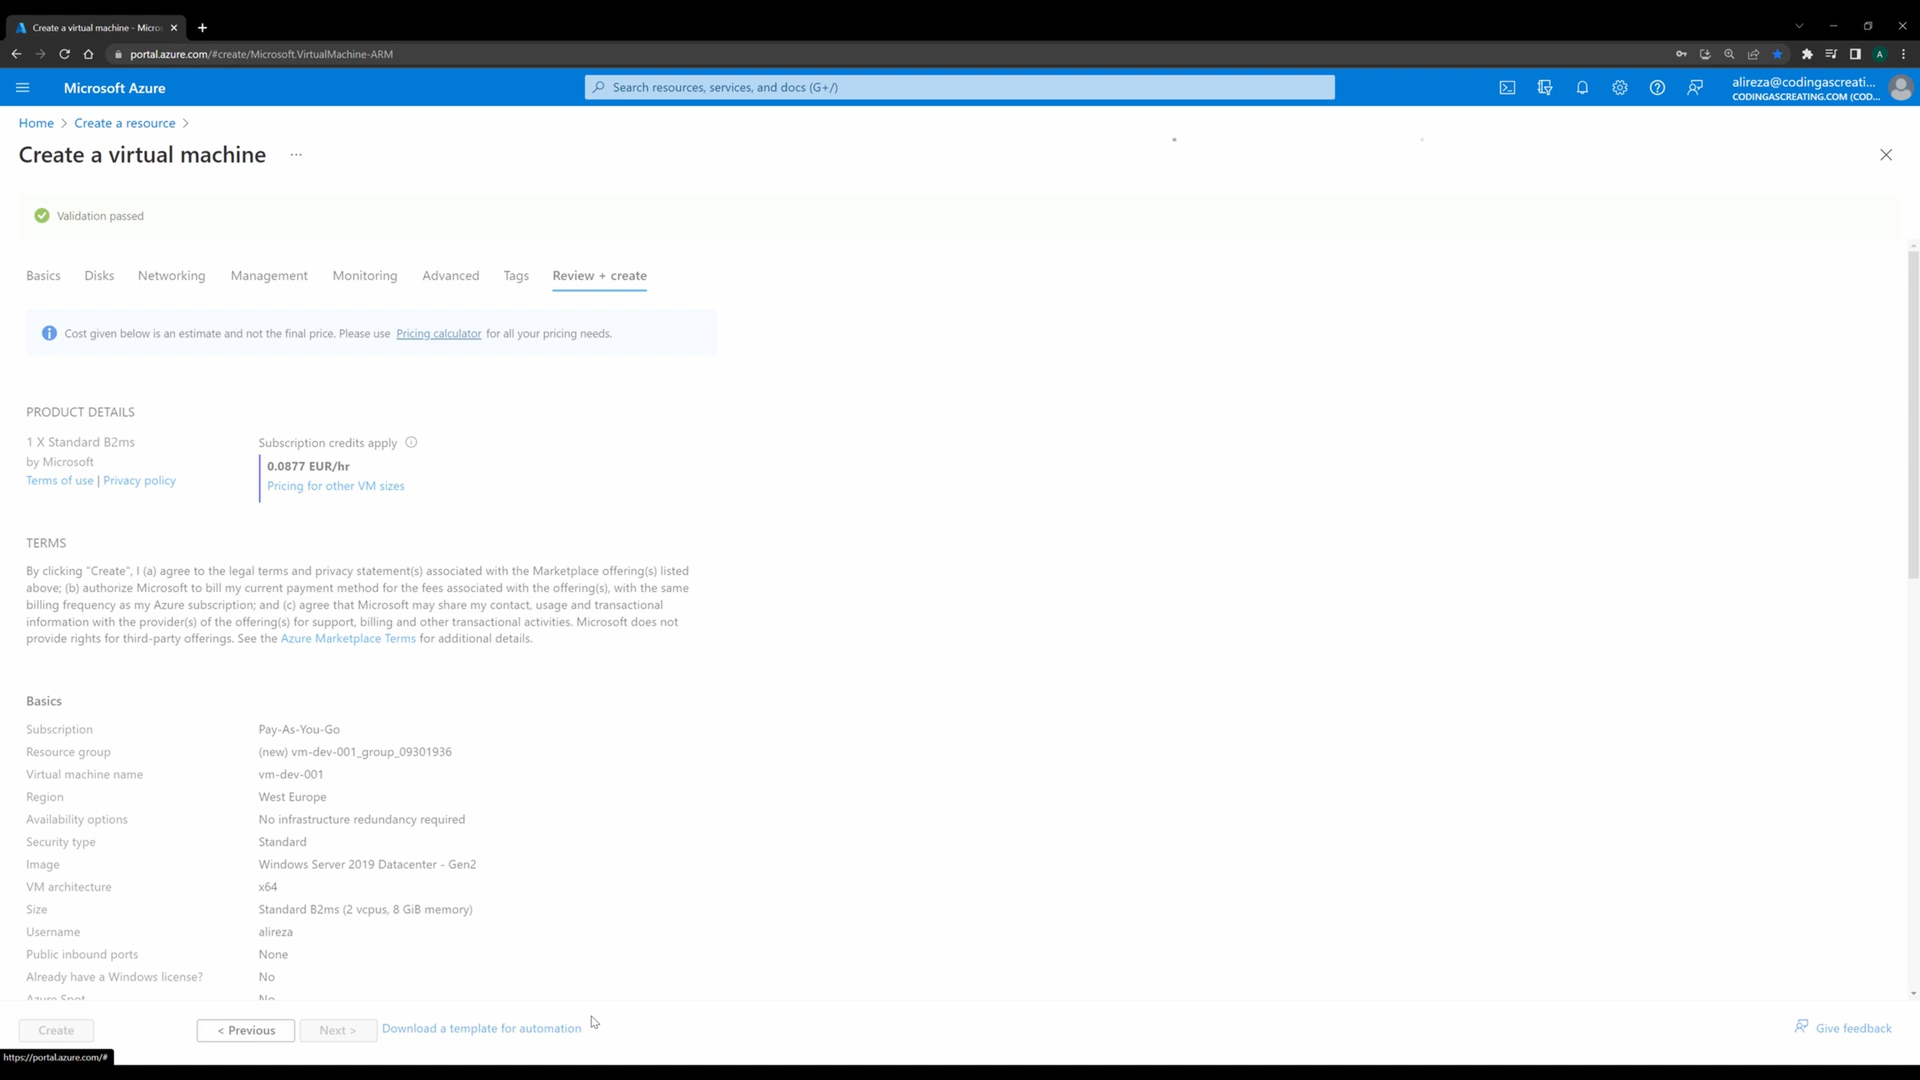 Create a virtual machine - Micros
portal.azure.com/#create/Microsoft.VirtualMachine-ARM
A
Microsoft Azure
Search resources, services, and docs (G+/)
alireza@codingascreati...
CODINGASCREATING.COM (COD...
Home > Create a resource >
Create a virtual machine ...
Validation passed
Basics Disks Networking Management Monitoring Advanced Tags Review + create
Cost given below is an estimate and not the final price. Please use Pricing calculator for all your pricing needs.
PRODUCT DETAILS
1 X Standard B2ms
by Microsoft
Terms of use | Privacy policy
Subscription credits apply
0.0877 EUR/hr
Pricing for other VM sizes
TERMS
By clicking "Create", I (a) agree to the legal terms and privacy statement(s) associated with the Marketplace offering(s) listed
above; (b) authorize Microsoft to bill my current payment method for the fees associated with the offering(s), with the same
billing frequency as my Azure subscription; and (c) agree that Microsoft may share my contact, usage and transactional
information with the provider(s) of the offering(s) for support, billing and other transactional activities. Microsoft does not
provide rights for third-party offerings. See the Azure Marketplace Terms for additional details.
Basics
Subscription Pay-As-You-Go
Resource group (new) vm-dev-001_group_09301936
Virtual machine name vm-dev-001
Region West Europe
Availability options No infrastructure redundancy required
Security type Standard
Image Windows Server 2019 Datacenter - Gen2
VM architecture x64
Size Standard B2ms (2 vcpus, 8 GiB memory)
Username alireza
Public inbound ports None
Already have a Windows license? No
Azure Spot No
Create < Previous Next > Download a template for automation
Give feedback
https://portal.azure.com/#